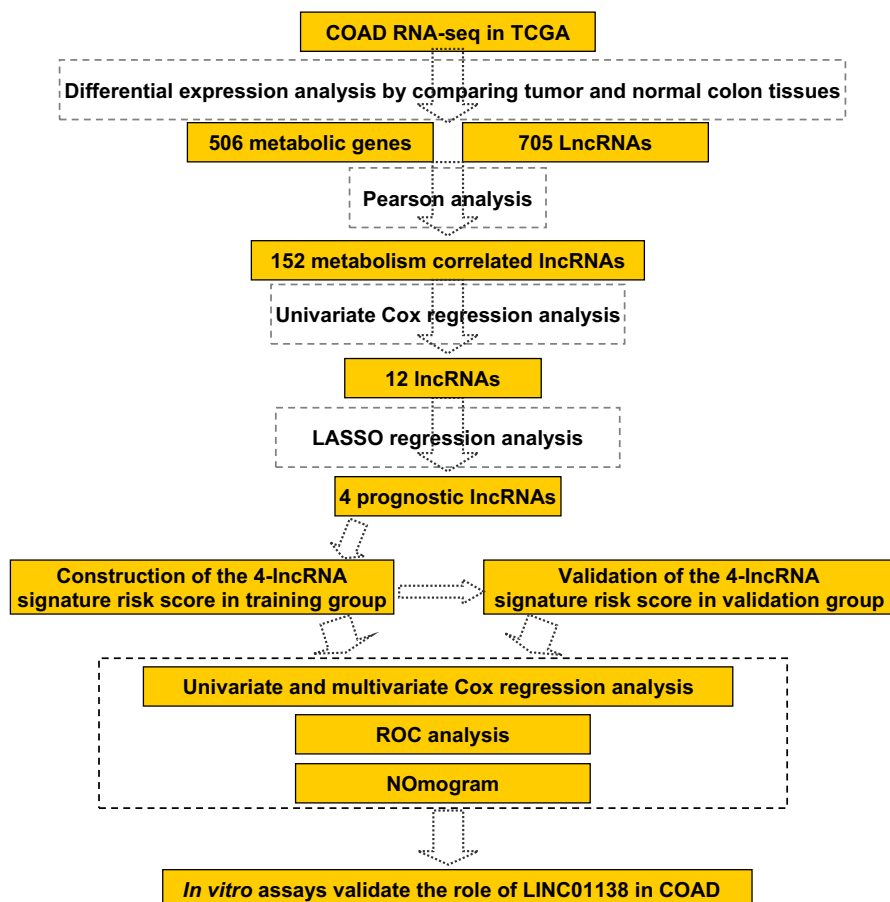 COAD RNA-seq in TCGA
Differential expression analysis by comparing tumor and normal colon tissues
506 metabolic genes
705 LncRNAs
Pearson analysis
152 metabolism correlated lncRNAs
Univariate Cox regression analysis
12 lncRNAs
LASSO regression analysis
4 prognostic lncRNAs
Construction of the 4-lncRNA
signature risk score in training group
Validation of the 4-lncRNA
signature risk score in validation group
Univariate and multivariate Cox regression analysis
ROC analysis
NOmogram
In vitro assays validate the role of LINC01138 in COAD